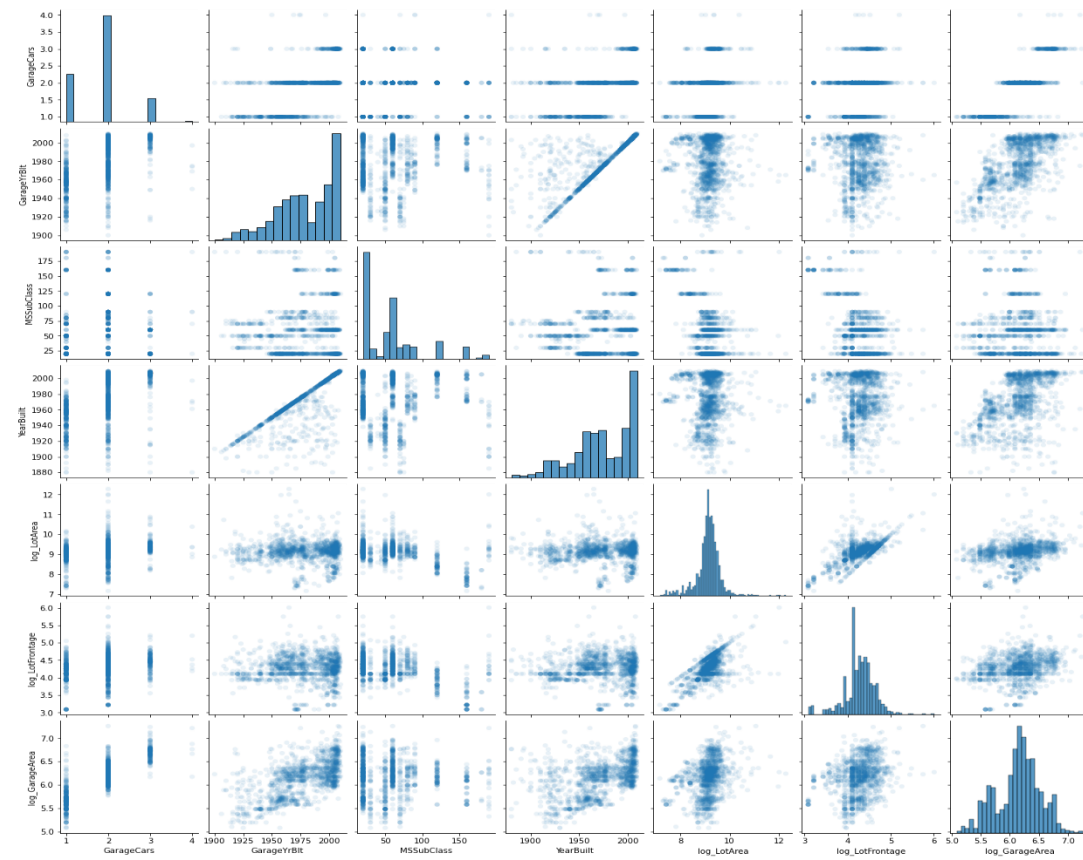 4.0
3.5
3.0
2.5
2.0
1.5
1.0
GarageCars
2000
1980
1960
1940
1920
1900
GarageYrBlt
175
150
125
100
75
50
25
MSSubClass
2000
1980
1960
1940
1920
1900
1880
YearBuilt
12
11
10
9
8
7
log_LotArea
6.0
5.5
5.0
4.5
4.0
3.5
3.0
log_LotFrontage
7.0
6.5
6.0
5.5
5.0
log_GarageArea
1 2 3 4
GarageCars
1900 1925 1950 1975 2000
GarageYrBlt
50 100 150
MSSubClass
1900 1950 2000
YearBuilt
8 10 12
log_LotArea
3 4 5 6
log_LotFrontage
5.0 5.5 6.0 6.5 7.0
log_GarageArea